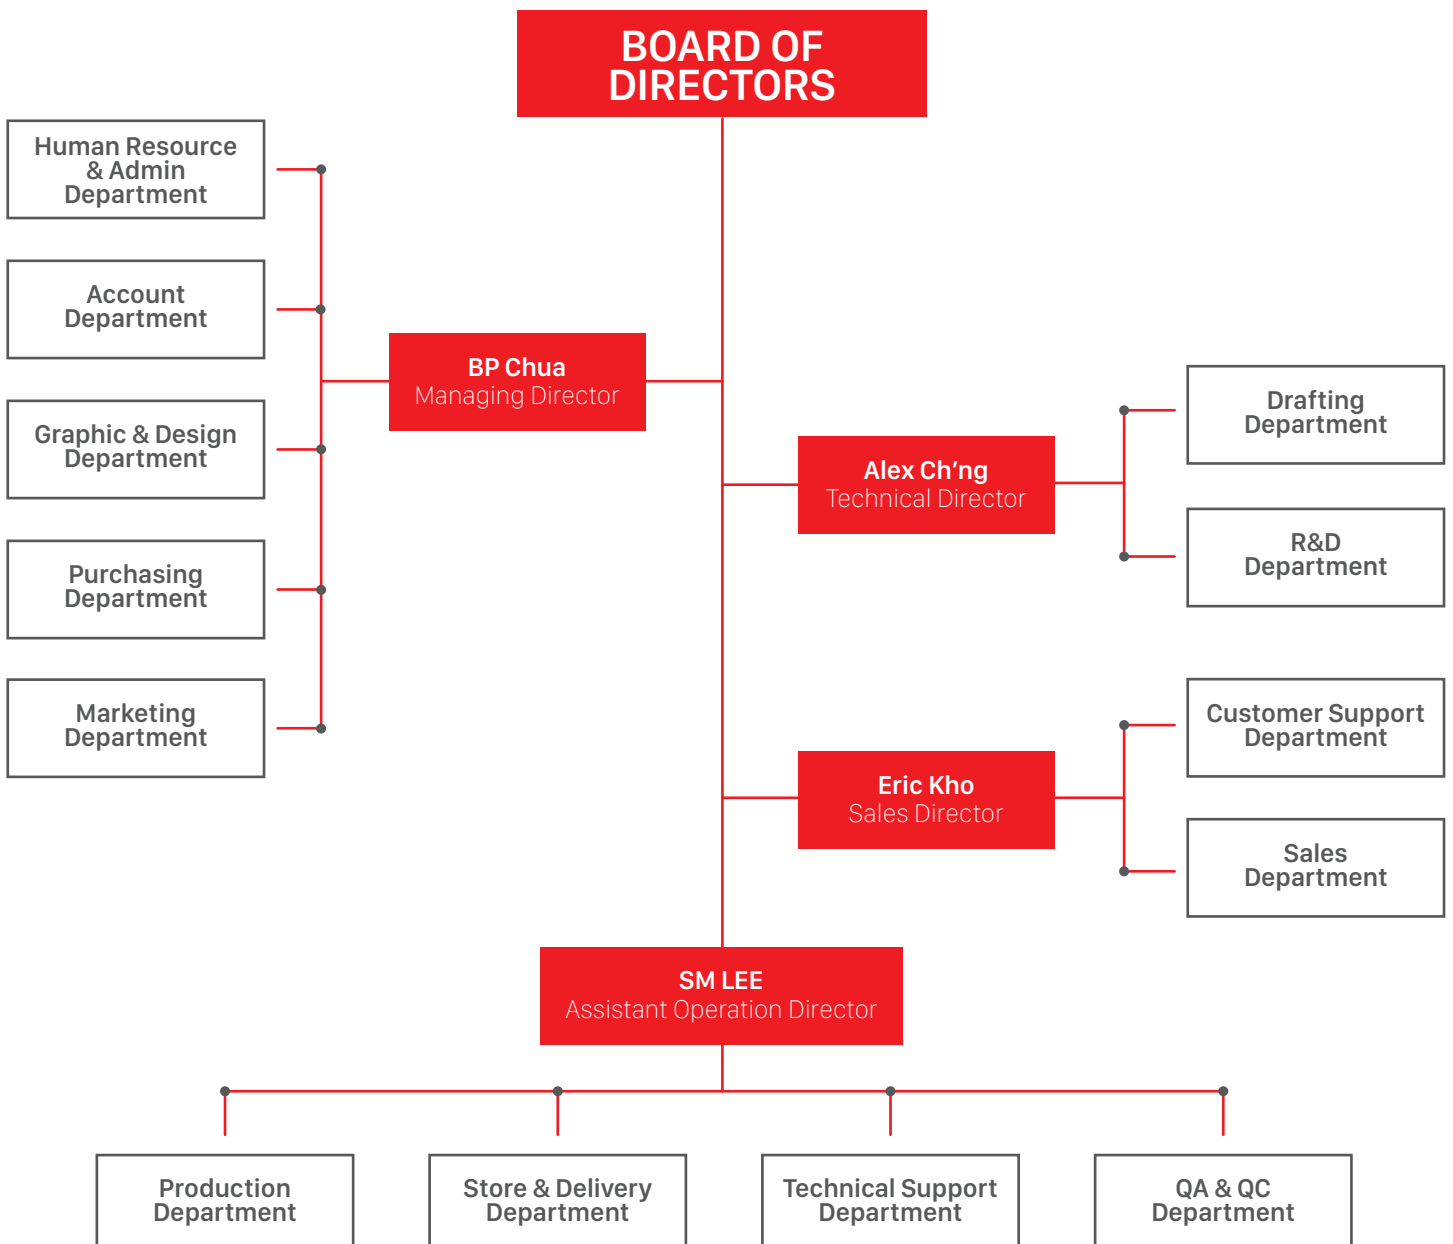 BOARD OF
DIRECTORS
Human Resource
& Admin
Department
Account
Department
Graphic & Design
Department
Purchasing
Department
Marketing
Department
BP Chua
Managing Director
Alex Ch’ng
Technical Director
Drafting
Department
R&D
Department
Eric Kho
Sales Director
Customer Support
Department
Sales
Department
SM LEE
Assistant Operation Director
Production
Department
Store & Delivery
Department
Technical Support
Department
QA & QC
Department